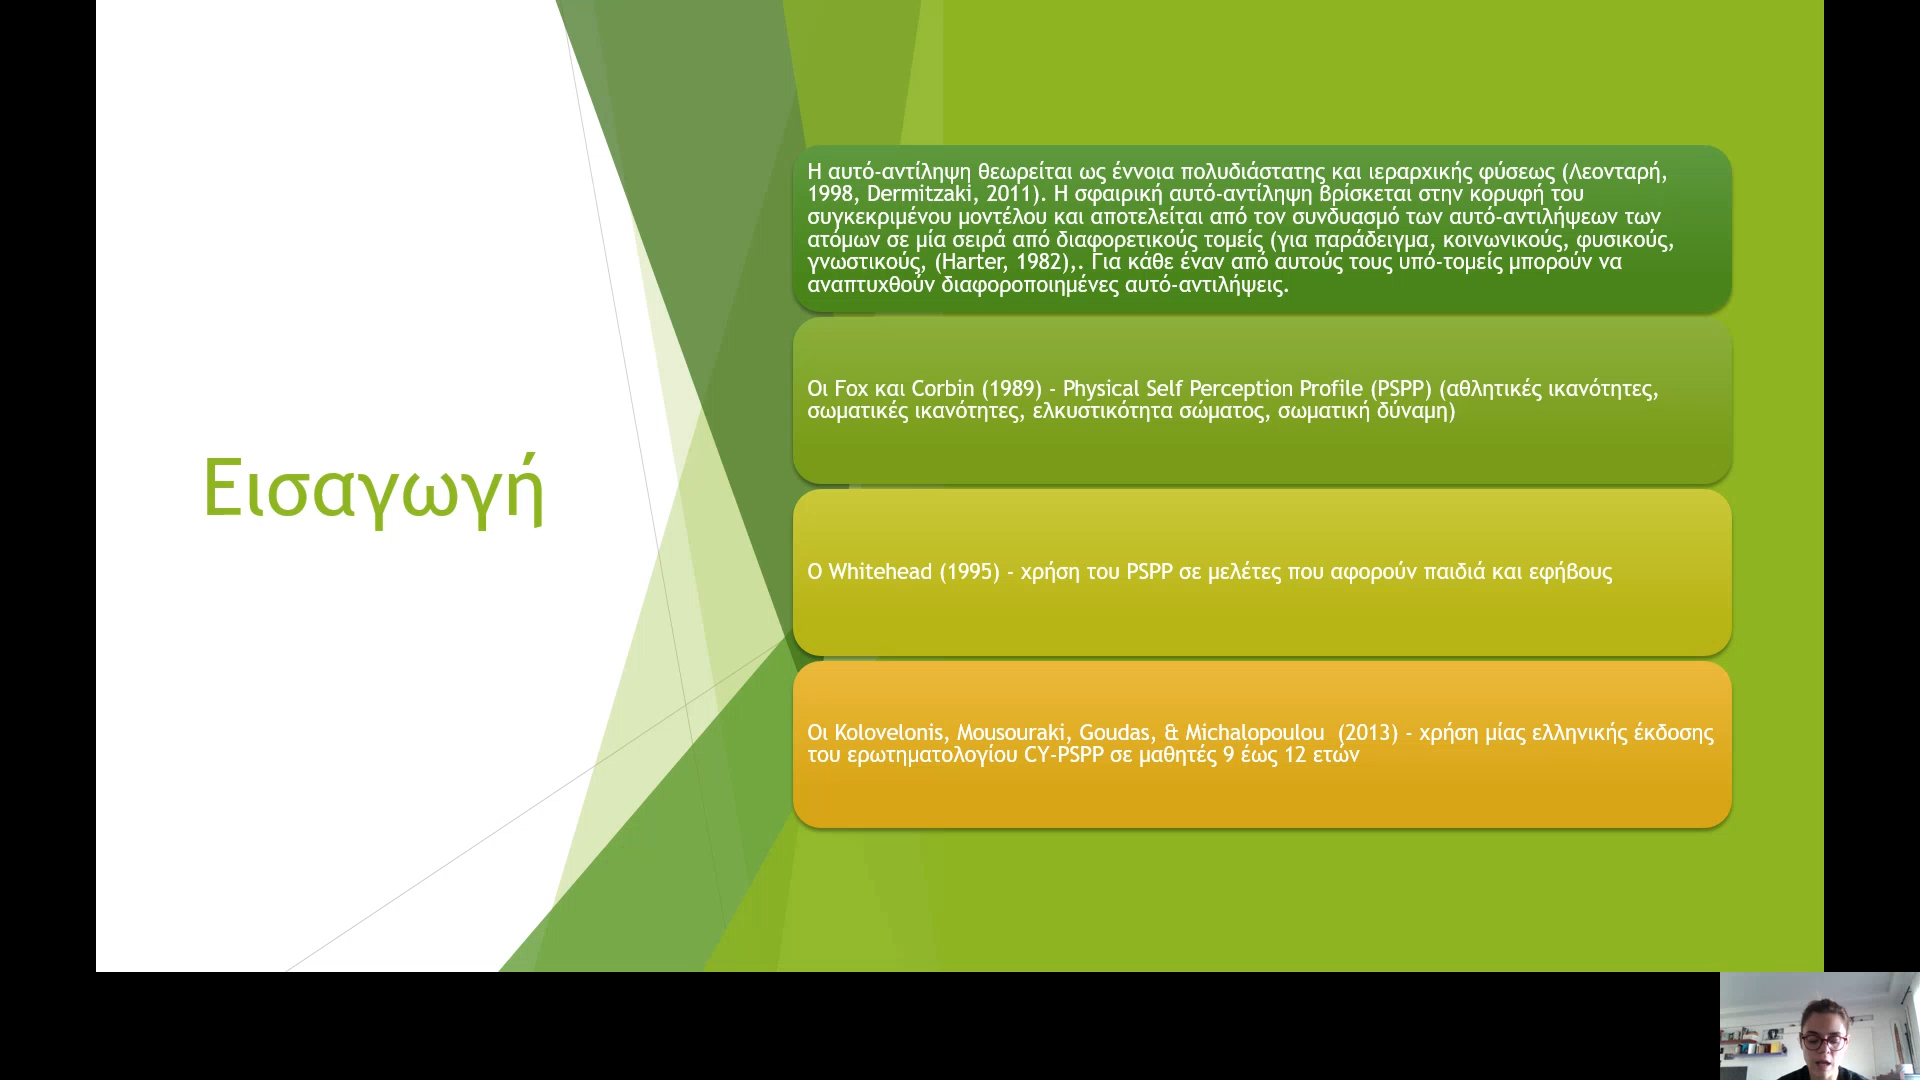 Εισαγωγή
Η αυτό-αντίληψη θεωρείται ως έννοια πολυδιάστατης και ιεραρχικής φύσεως (Λεονταρή,
1998, Dermitzaki, 2011). Η σφαιρική αυτό-αντίληψη βρίσκεται στην κορυφή του
συγκεκριμένου μοντέλου και αποτελείται από τον συνδυασμό των αυτό-αντιλήψεων των
ατόμων σε μία σειρά από διαφορετικούς τομείς (για παράδειγμα, κοινωνικούς, φυσικούς,
γνωστικούς, (Harter, 1982),. Για κάθε έναν από αυτούς τους υπό-τομείς μπορούν να
αναπτυχθούν διαφοροποιημένες αυτό-αντιλήψεις.
Οι Fox και Corbin (1989) - Physical Self Perception Profile (PSPP) (αθλητικές ικανότητες,
σωματικές ικανότητες, ελκυστικότητα σώματος, σωματική δύναμη)
Ο Whitehead (1995) - χρήση του PSPP σε μελέτες που αφορούν παιδιά και εφήβους
Οι Kolovelonis, Mousouraki, Goudas, & Michalopoulou (2013) - χρήση μίας ελληνικής έκδοσης
του ερωτηματολογίου CY-PSPP σε μαθητές 9 έως 12 ετών